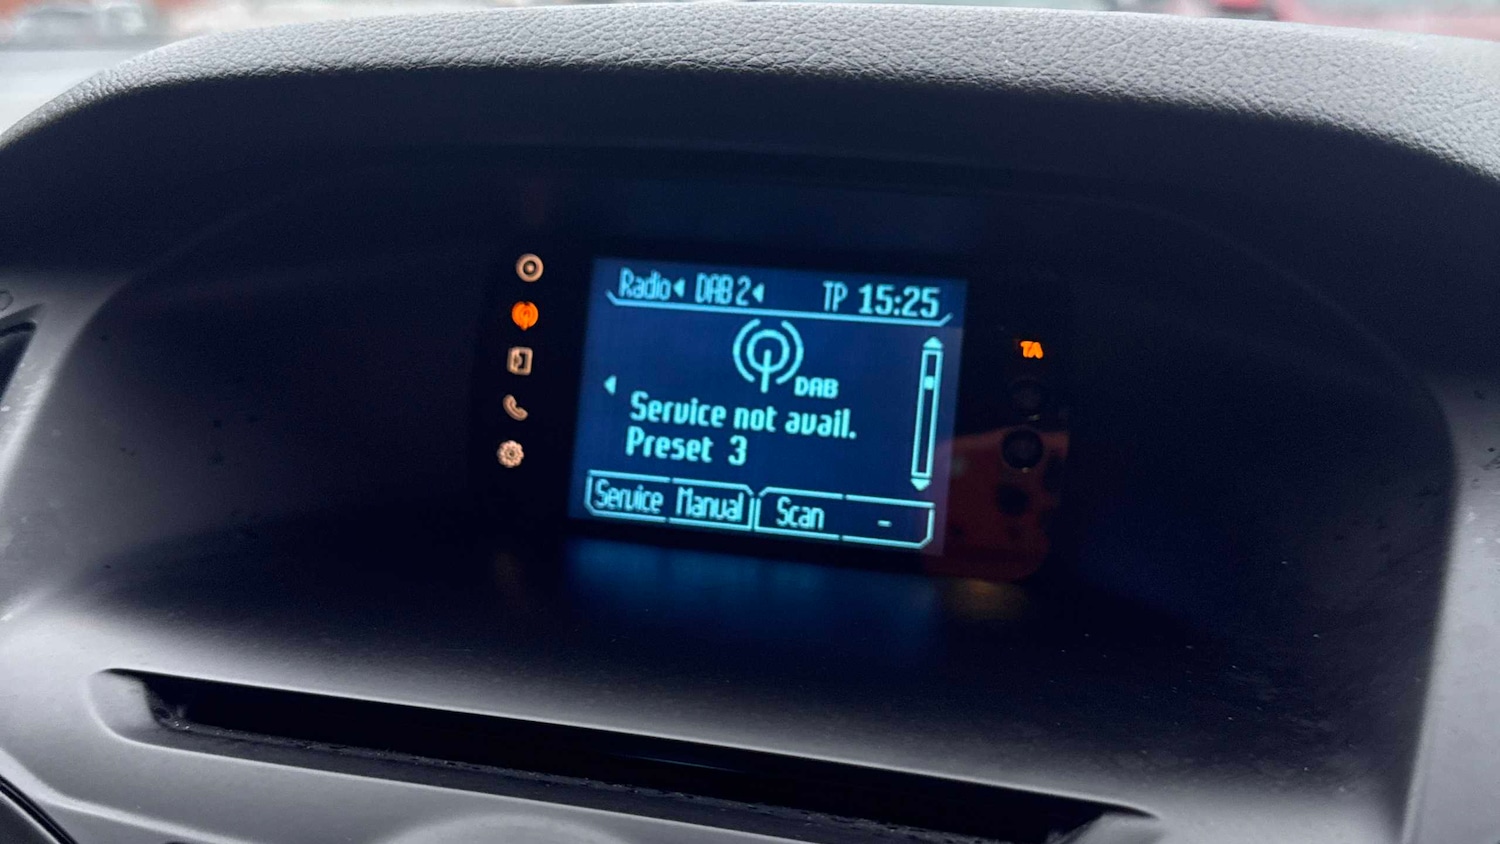 Radio DAB 2 TP 15:25
TA
DAB
Service not avail.
Preset 3
Service Manual Scan -